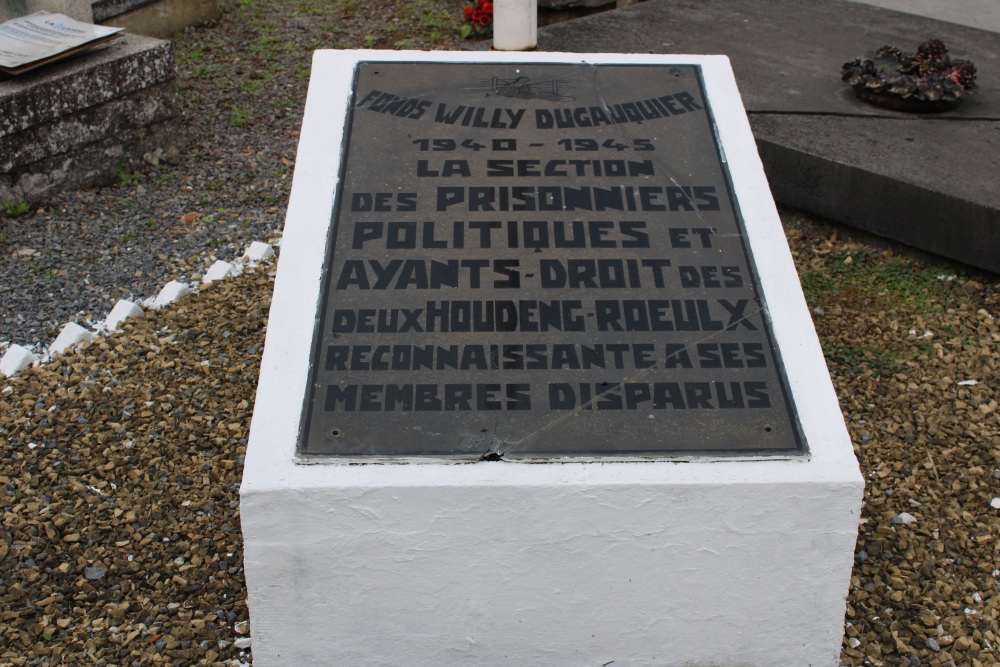 FONDS WILLY DUGAUQUIER
1940-1945
LA SECTION
DES PRISONNIERS
POLITIQUES ET
AYANTS-DROIT DES
DEUX HOUDENG-RŒULX
RECONNAISSANTE A SES
MEMBRES DISPARUS